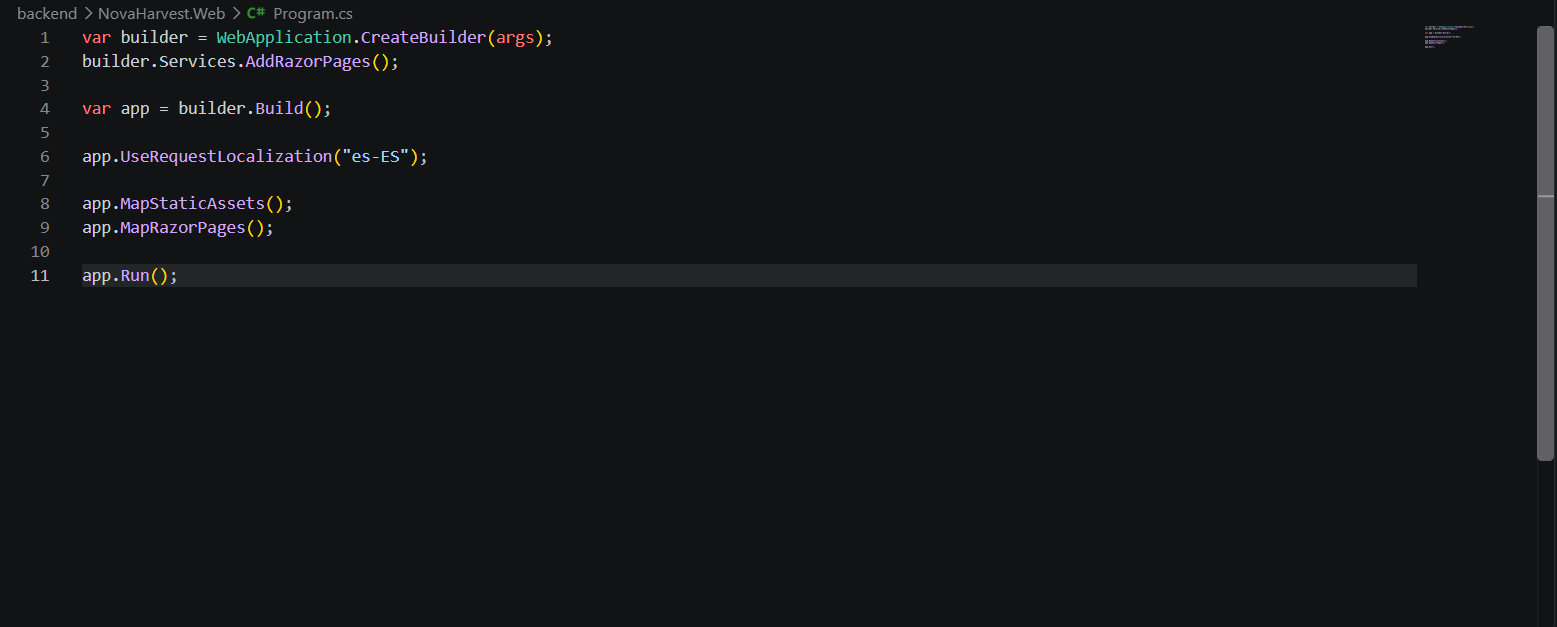 backend > NovaHarvest.Web > C# Program.cs
1 var builder = WebApplication.CreateBuilder(args);
2 builder.Services.AddRazorPages();
3
4 var app = builder.Build();
5
6 app.UseRequestLocalization("es-ES");
7
8 app.MapStaticAssets();
9 app.MapRazorPages();
10
11 app.Run();